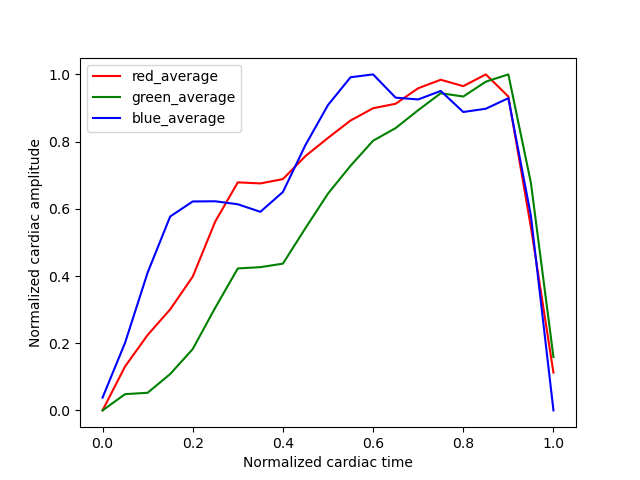 red_average
green_average
blue_average
Normalized cardiac amplitude
1.0
0.8
0.6
0.4
0.2
0.0
0.0 0.2 0.4 0.6 0.8 1.0
Normalized cardiac time